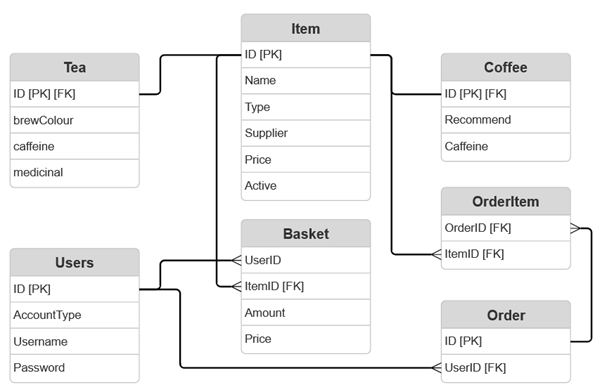 Tea
ID [PK] [FK]
brewColour
caffeine
medicinal
Item
ID [PK]
Name
Type
Supplier
Price
Active
Coffee
ID [PK] [FK]
Recommend
Caffeine
OrderItem
OrderID [FK]
ItemID [FK]
Basket
UserID
ItemID [FK]
Amount
Price
Users
ID [PK]
AccountType
Username
Password
Order
ID [PK]
UserID [FK]